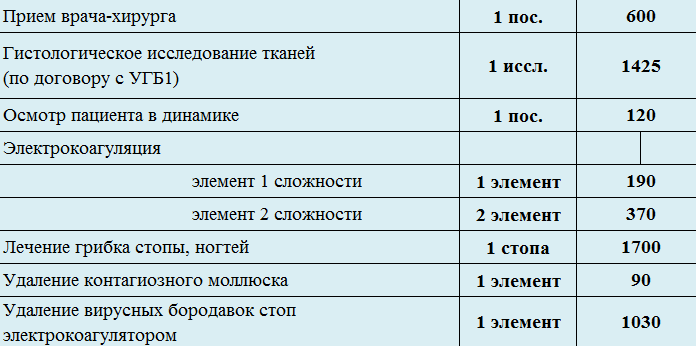 Прием врача-хирурга 1 пос. 600
Гистологическое исследование тканей
(по договору с УГБ1) 1 иссл. 1425
Осмотр пациента в динамике 1 пос. 120
Электрокоагуляция
элемент 1 сложности 1 элемент 190
элемент 2 сложности 2 элемент 370
Лечение грибка стопы, ногтей 1 стопа 1700
Удаление контагиозного моллюска 1 элемент 90
Удаление вирусных бородавок стоп
электрокоагулятором 1 элемент 1030